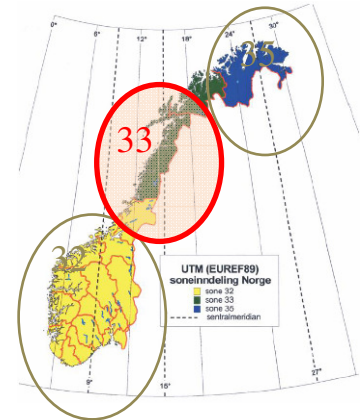 0° 6° 12° 18° 24° 30°
35
33
32
UTM (EUREF89)
soneinndeling Norge
sone 32
sone 33
sone 35
sentralmeridian
9° 15° 27°